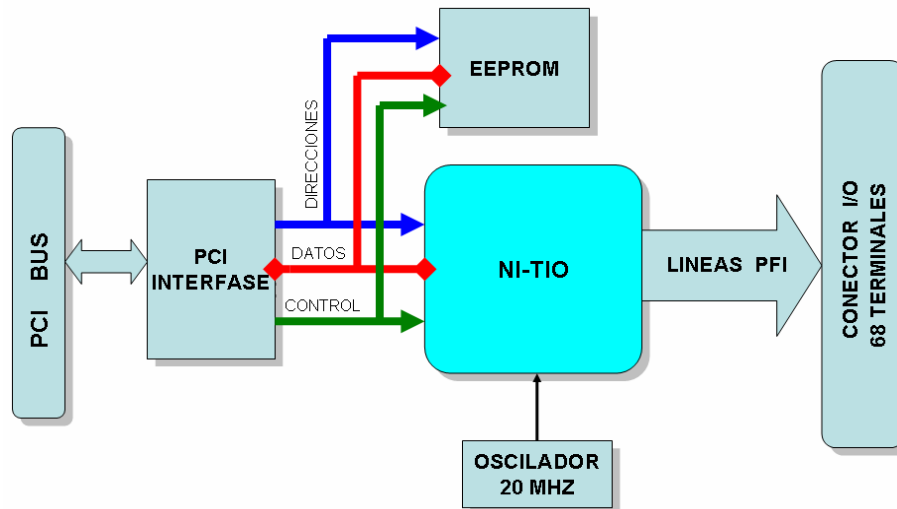 EEPROM
DIRECCIONES
PCI BUS
PCI
INTERFASE
DATOS
CONTROL
NI-TIO
LINEAS PFI
CONECTOR I/O
68 TERMINALES
OSCILADOR
20 MHZ